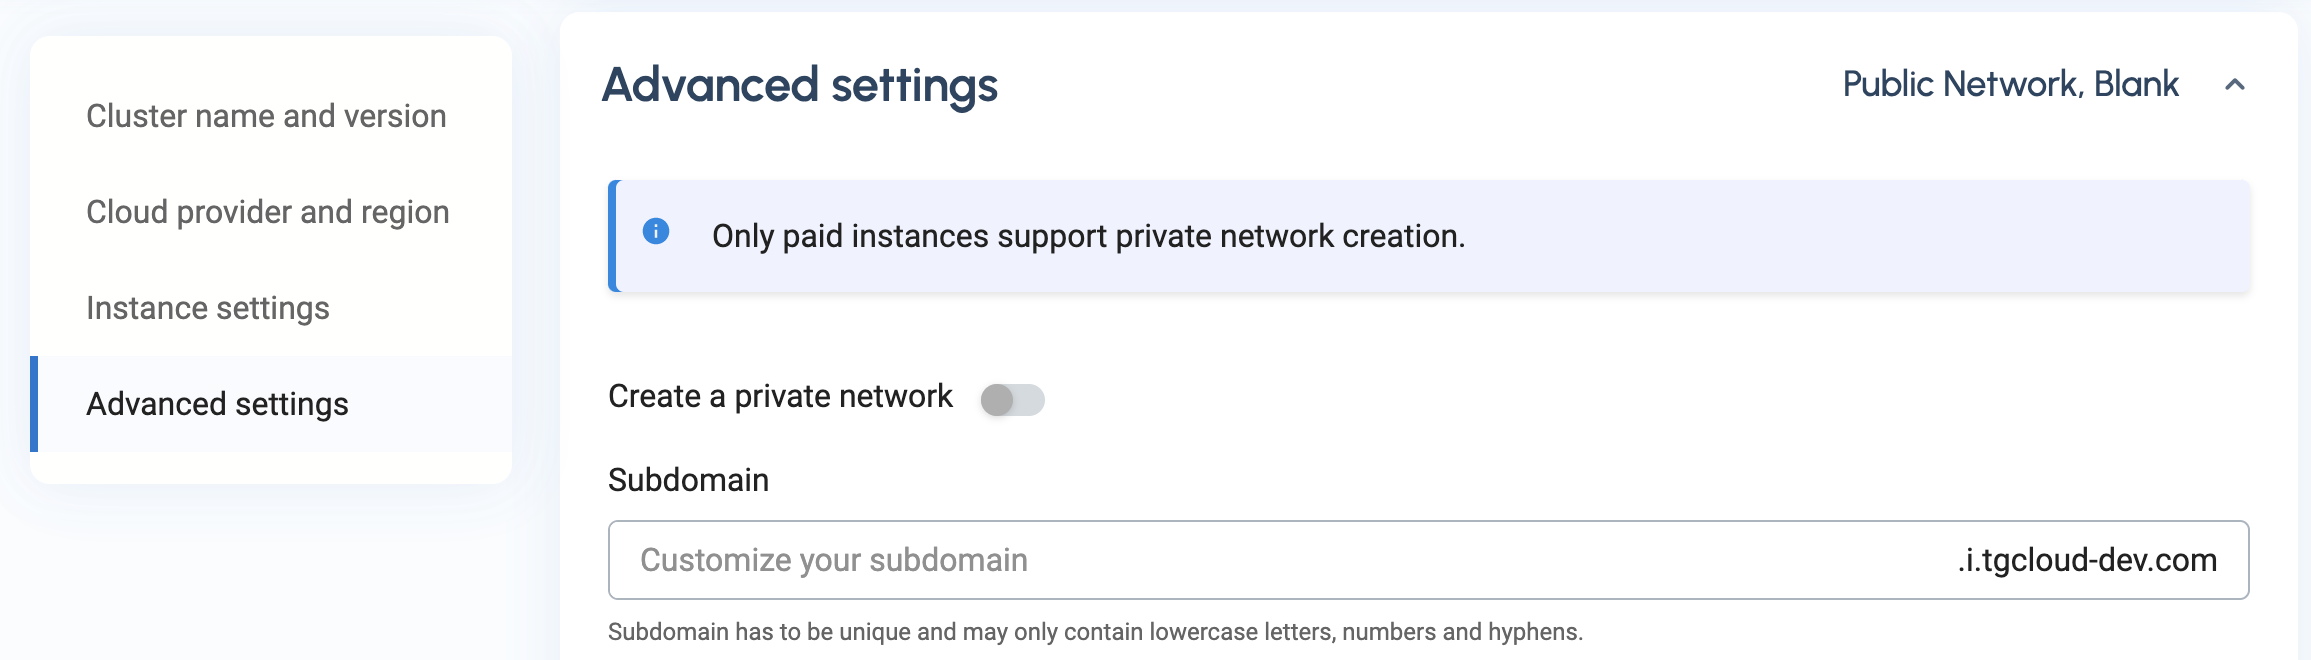 Cluster name and version
Cloud provider and region
Instance settings
Advanced settings
Advanced settings
Public Network, Blank
Only paid instances support private network creation.
Create a private network
Subdomain
Customize your subdomain
.i.tgcloud-dev.com
Subdomain has to be unique and may only contain lowercase letters, numbers and hyphens.